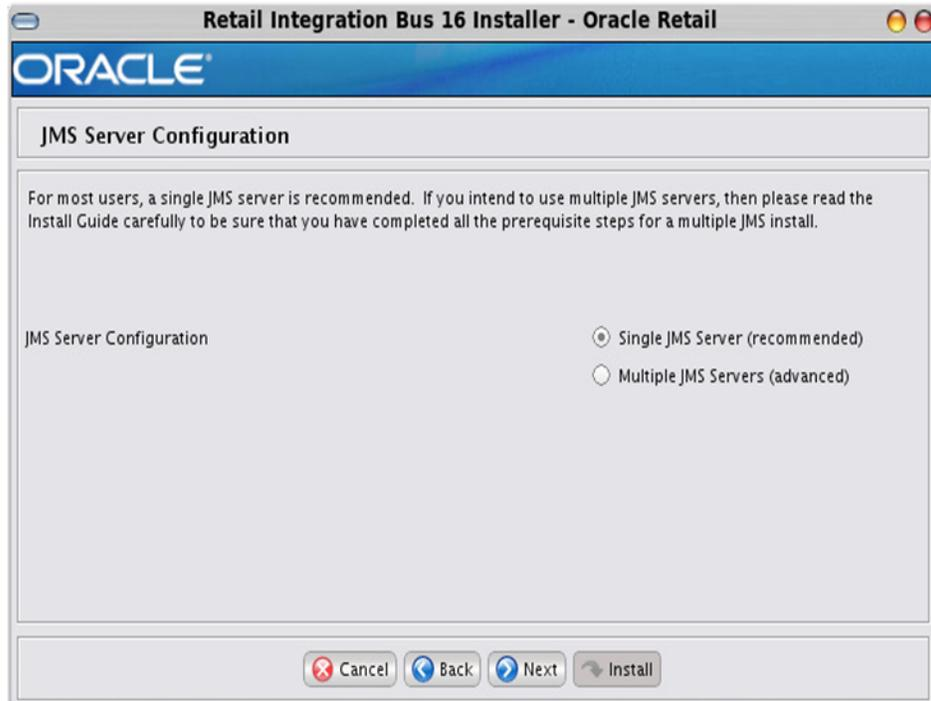 Retail Integration Bus 16 Installer - Oracle Retail
ORACLE®
JMS Server Configuration
For most users, a single JMS server is recommended. If you intend to use multiple JMS servers, then please read the
Install Guide carefully to be sure that you have completed all the prerequisite steps for a multiple JMS install.
JMS Server Configuration
Single JMS Server (recommended)
Multiple JMS Servers (advanced)
Cancel Back Next Install